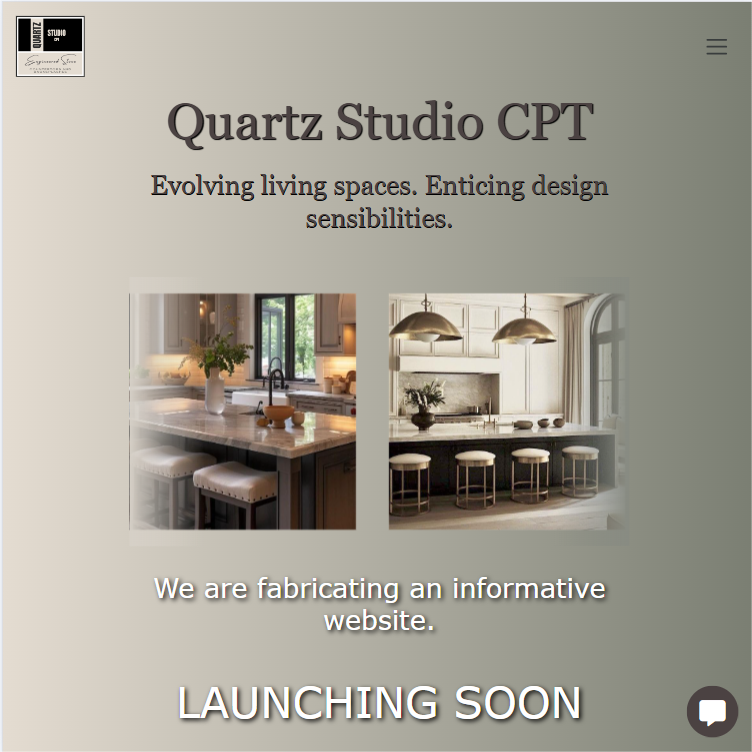 QUARTZ
STUDIO
CPT
Engineered Stone
Quartz Studio CPT
Evolving living spaces. Enticing design
sensibilities.
We are fabricating an informative
website.
LAUNCHING SOON